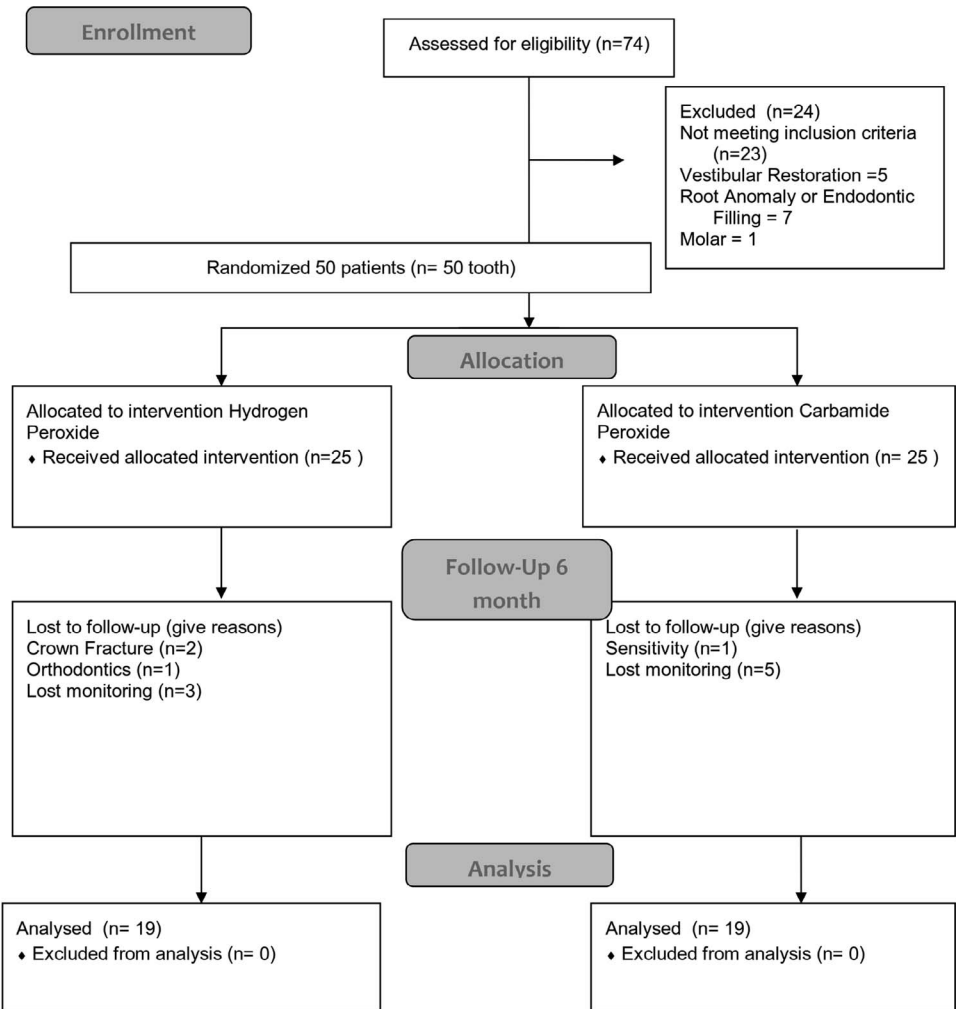 Enrollment
Assessed for eligibility (n=74)
Excluded (n=24)
Not meeting inclusion criteria
(n=23)
Vestibular Restoration =5
Root Anomaly or Endodontic
Filling = 7
Molar = 1
Randomized 50 patients (n= 50 tooth)
Allocation
Allocated to intervention Hydrogen
Peroxide
♦ Received allocated intervention (n=25 )
Allocated to intervention Carbamide
Peroxide
♦ Received allocated intervention (n= 25 )
Follow-Up 6
month
Lost to follow-up (give reasons)
Crown Fracture (n=2)
Orthodontics (n=1)
Lost monitoring (n=3)
Lost to follow-up (give reasons)
Sensitivity (n=1)
Lost monitoring (n=5)
Analysis
Analysed (n= 19)
♦ Excluded from analysis (n= 0)
Analysed (n= 19)
♦ Excluded from analysis (n= 0)